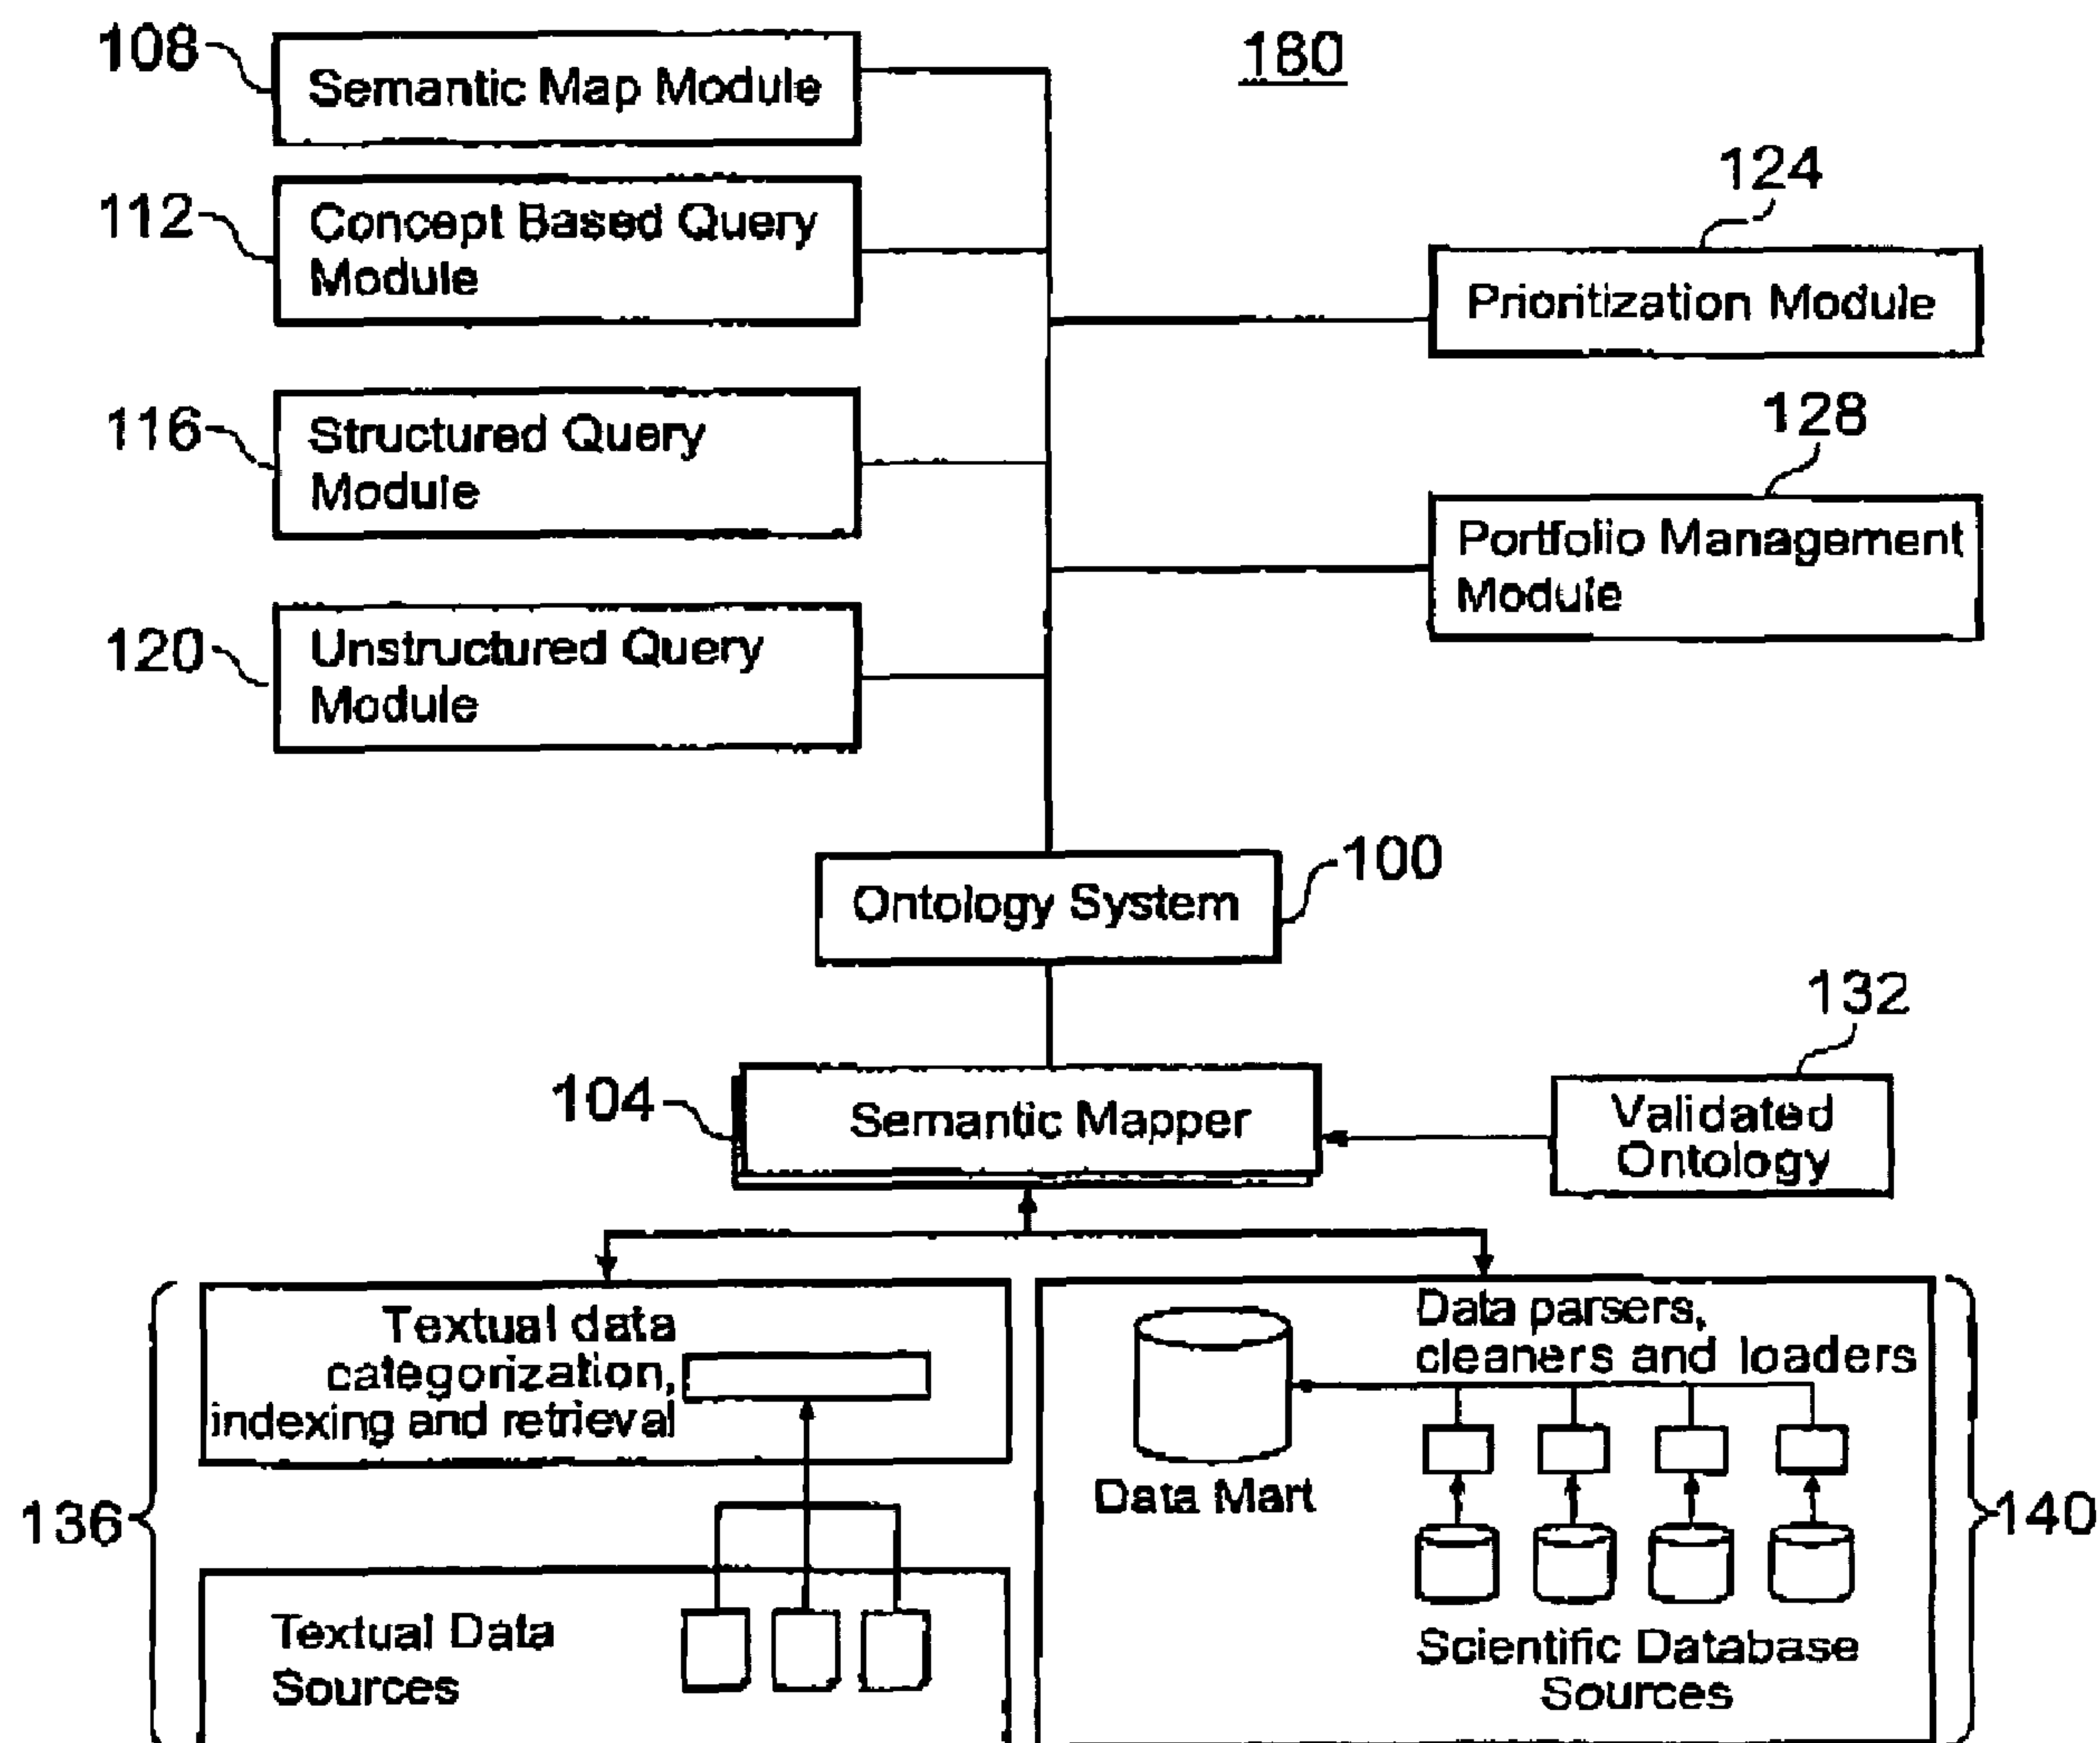 108
Semantic Map Module
180
112
Concept Based Query
Module
124
Prioritization Module
116
Structured Query
Module
128
Portfolio Management
Module
120
Unstructured Query
Module
Ontology System
100
132
104
Semantic Mapper
Validated
Ontology
136
Textual data
categorization,
indexing and retrieval
Textual Data
Sources
Data parsers,
cleaners and loaders
Data Mart
Scientific Database
Sources
140